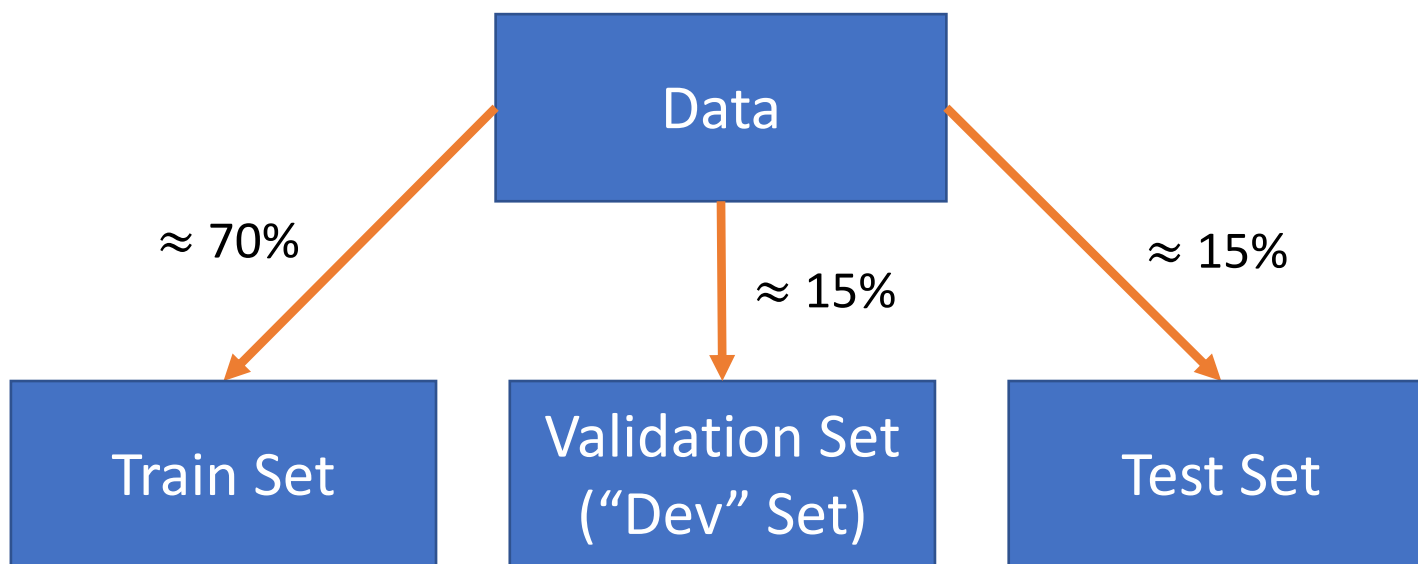 Data
≈ 70%
≈ 15%
≈ 15%
Train Set
Validation Set
(“Dev” Set)
Test Set